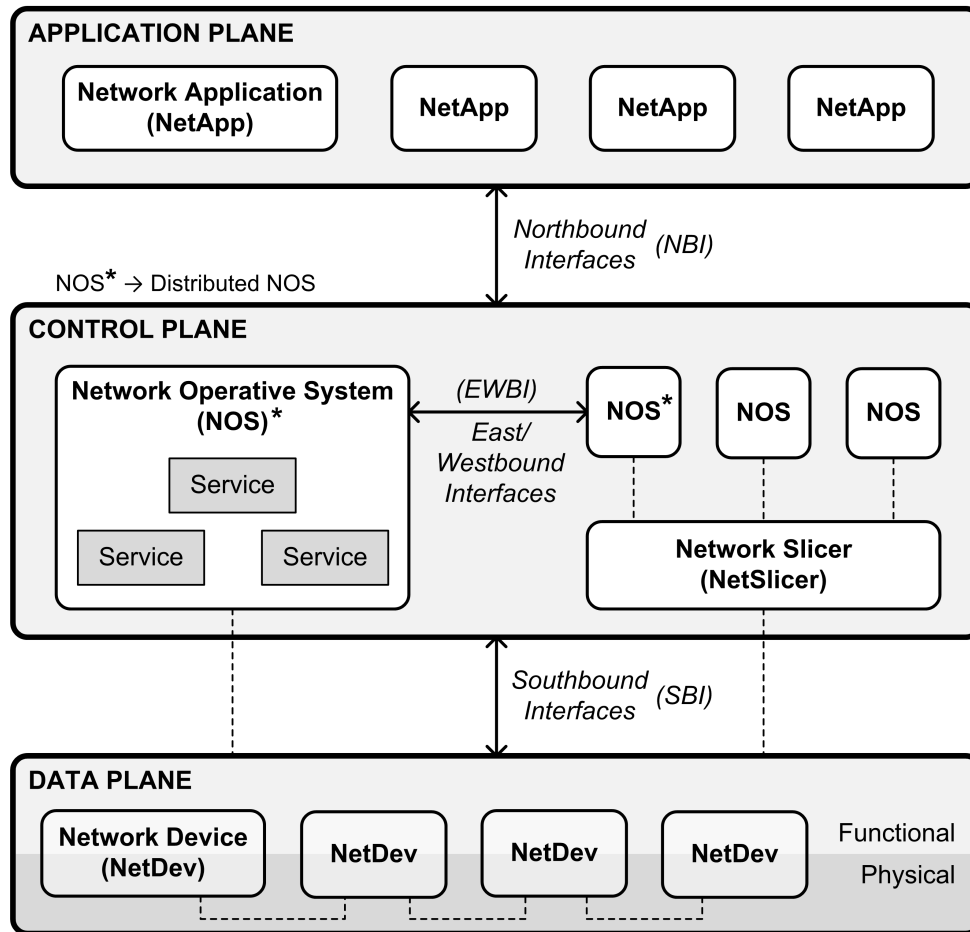 APPLICATION PLANE
Network Application
(NetApp)
NetApp
NetApp
NetApp
Northbound
Interfaces
(NBI)
NOS* → Distributed NOS
CONTROL PLANE
Network Operative System
(NOS)*
Service
Service
Service
(EWBI)
East/
Westbound
Interfaces
NOS*
NOS
NOS
Network Slicer
(NetSlicer)
Southbound
Interfaces
(SBI)
DATA PLANE
Network Device
(NetDev)
NetDev
NetDev
NetDev
Functional
Physical